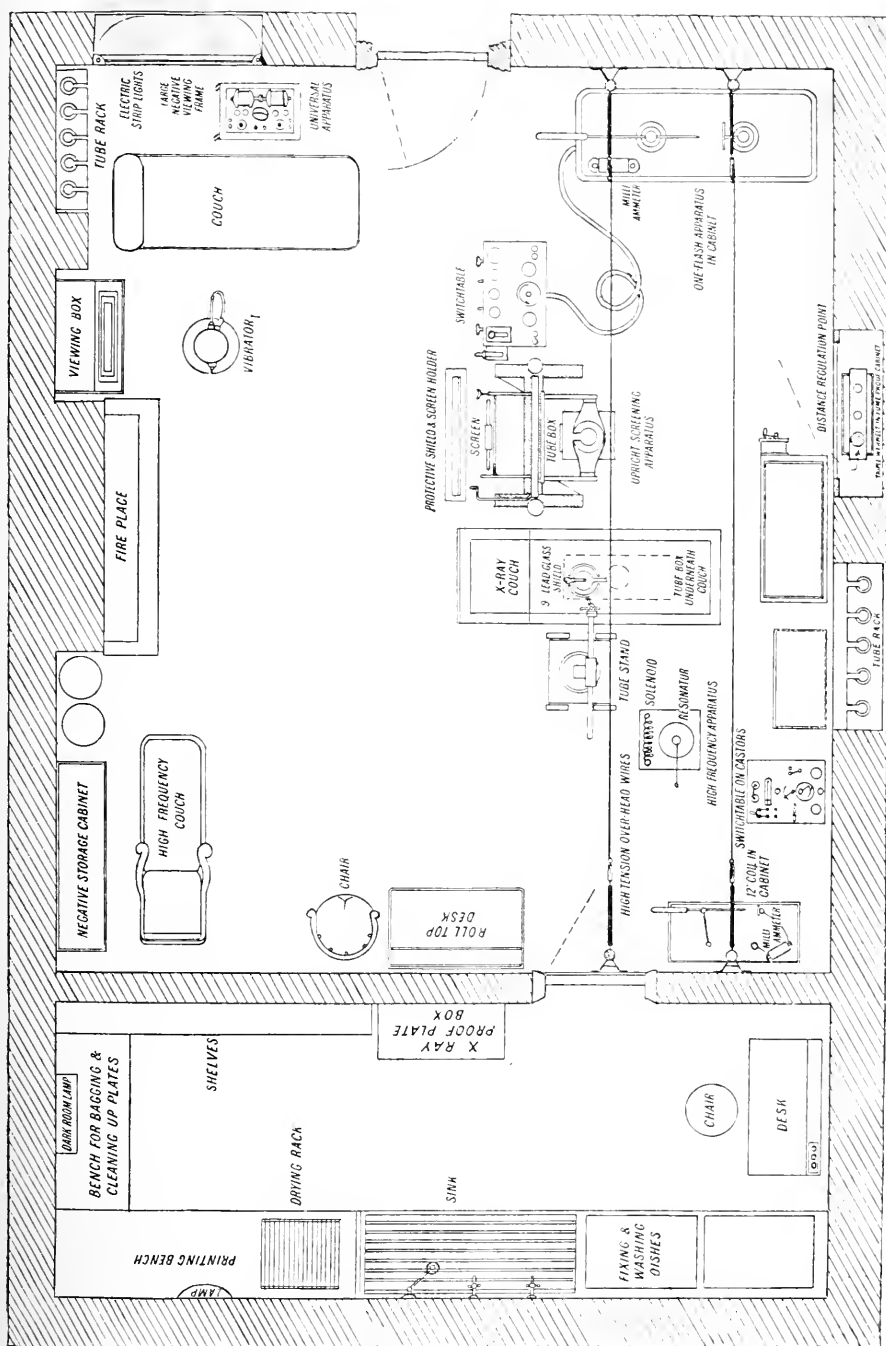 ELECTRIC
STRIP LIGHTS
LARGE
NEGATIVE
VIEWING
FRAME
UNIVERSAL
APPARATUS
TUBE RACK
COUCH
VIEWING BOX
VIBRATOR
FIRE PLACE
NEGATIVE STORAGE CABINET
HIGH FREQUENCY
COUCH
CHAIR
ROLL TOP
DESK
MILLI
AMMETER
ONE-FLASH APPARATUS
IN CABINET
SWITCHTABLE
PROTECTIVE SHIELD & SCREEN HOLDER
SCREEN
TUBE BOX
UPRIGHT SCREENING
APPARATUS
DISTANCE REGULATION POINT
X-RAY
COUCH
LEAD GLASS
SHIELD
TUBE BOX
UNDERNEATH
COUCH
TUBE STAND
SOLENOID
RESONATOR
HIGH FREQUENCY APPARATUS
HIGH TENSION OVER-HEAD WIRES
TUBE RACK
SWITCHTABLE ON CASTORS
12" COIL IN
CABINET
MILLI
AMMETER
DARK ROOM LAMP
BENCH FOR BAGGING &
CLEANING UP PLATES
SHELVES
X RAY
PROOF PLATE
BOX
DRYING RACK
PRINTING BENCH
LAMP
SINK
FIXING &
WASHING
DISHES
CHAIR
DESK